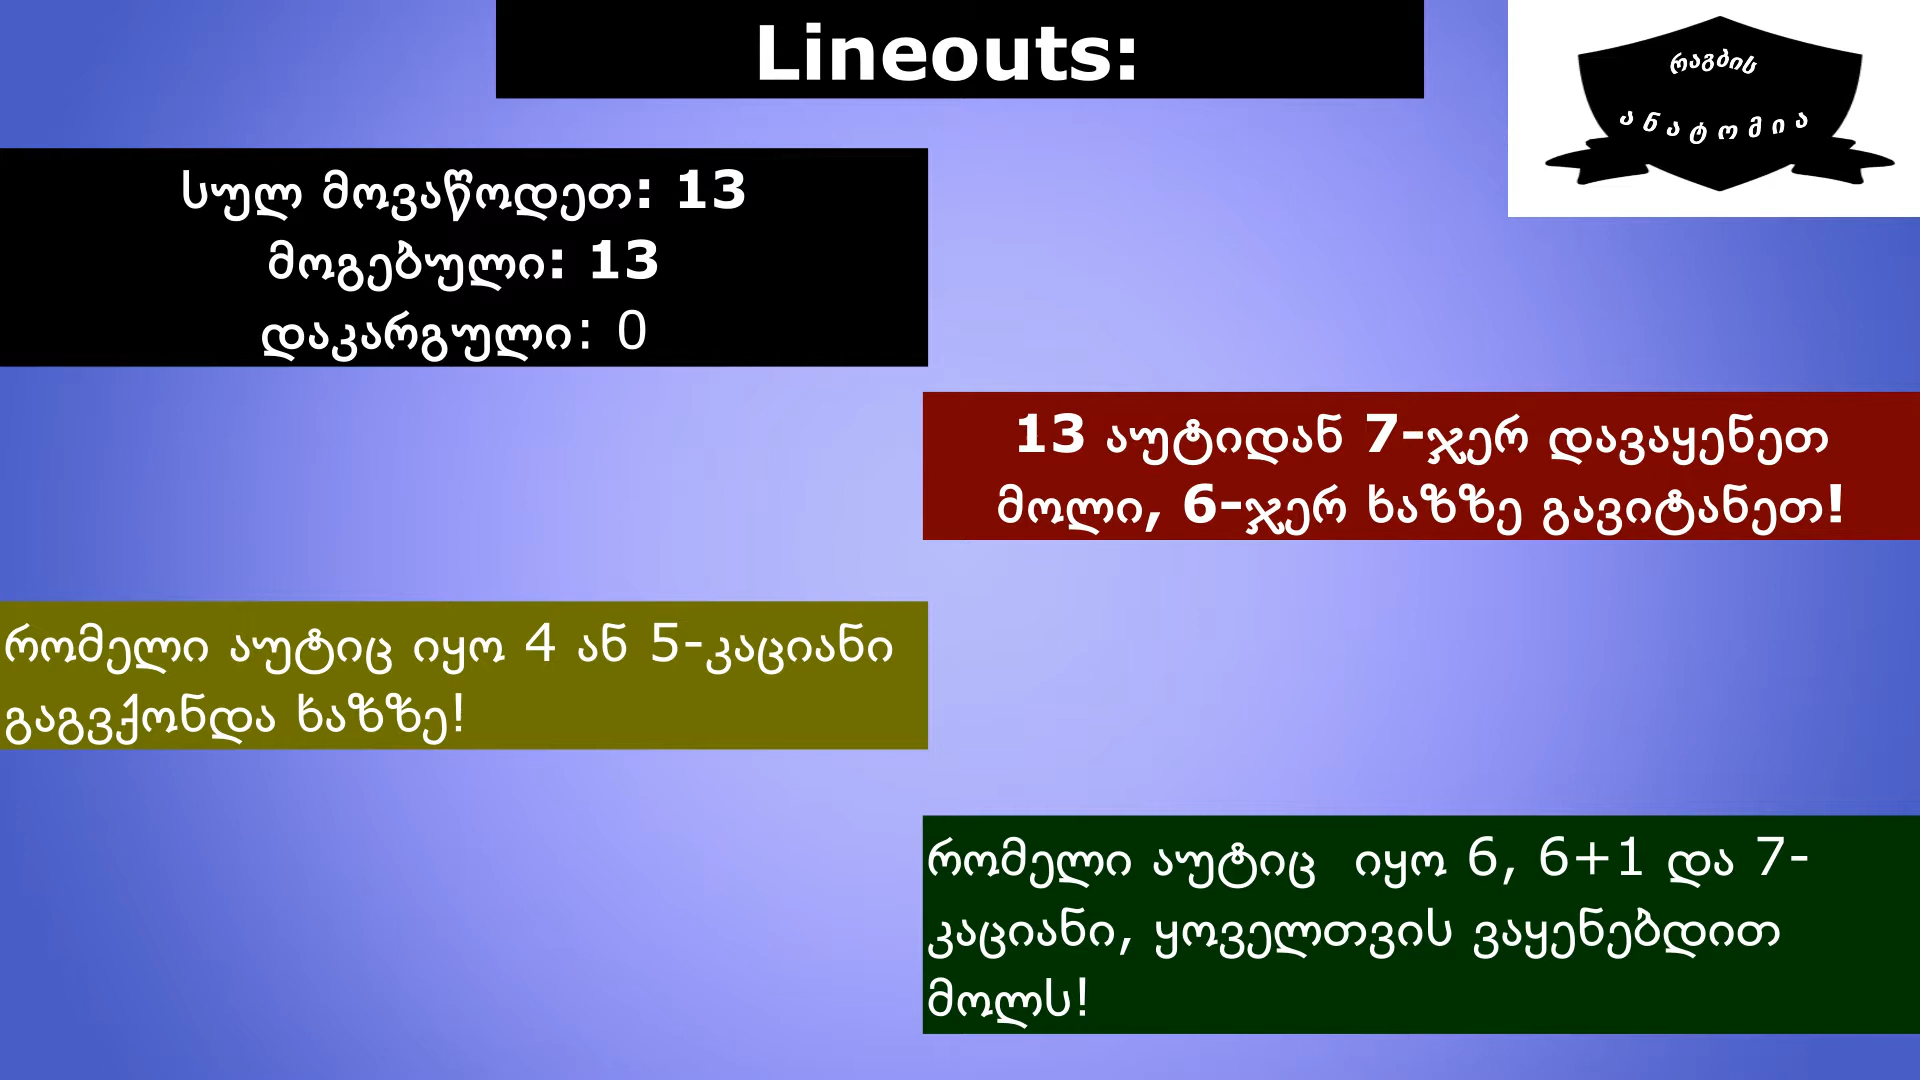 Lineouts:
რაგბის
ანატომია
სულ მოვაწოდეთ: 13
მოგებული: 13
დაკარგული: 0
13 აუტიდან 7-ჯერ დავაყენეთ
მოლი, 6-ჯერ ხაზზე გავიტანეთ!
რომელი აუტიც იყო 4 ან 5-კაციანი
გაგვქონდა ხაზზე!
რომელი აუტიც იყო 6, 6+1 და 7-
კაციანი, ყოველთვის ვაყენებდით
მოლს!